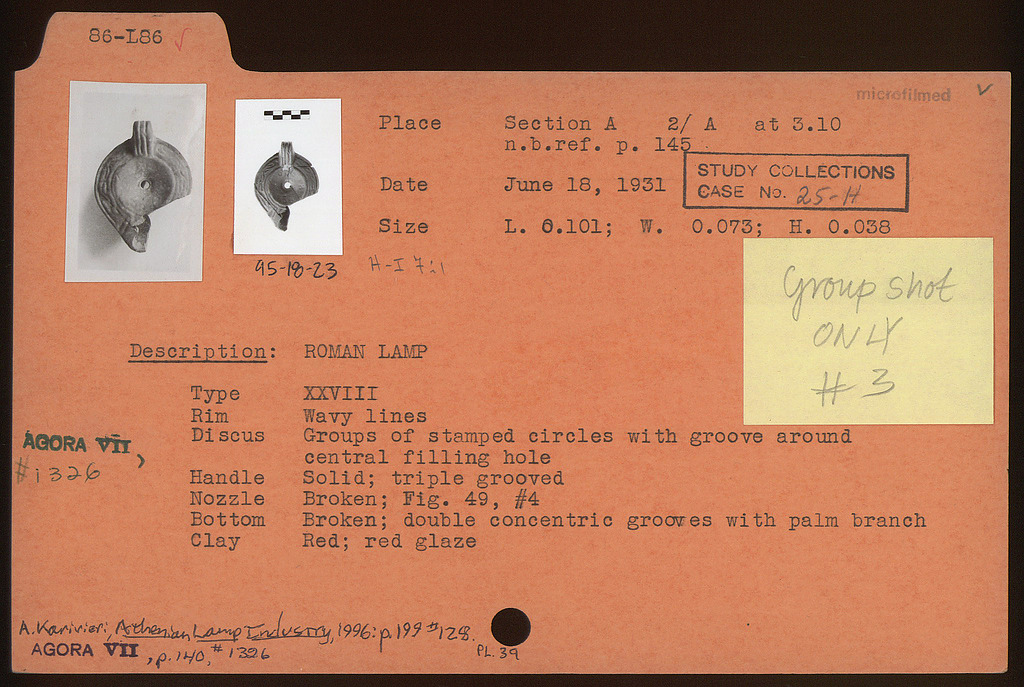 86-L86 ✓
microfilmed ✓
Place Section A 2/ A at 3.10
n.b.ref. p. 145
Date June 18, 1931
STUDY COLLECTIONS
CASE No. 25-H
Size L. 0.101; W. 0.073; H. 0.038
95-18-23 H-I 7:1
Group shot
ONLY
#3
Description: ROMAN LAMP
Type XXVIII
Rim Wavy lines
Discus Groups of stamped circles with groove around
central filling hole
Handle Solid; triple grooved
Nozzle Broken; Fig. 49, #4
Bottom Broken; double concentric grooves with palm branch
Clay Red; red glaze
AGORA VII,
#1326
A. Karivieri, Athenian Lamp Industry, 1996: p.199 #128.
PL. 39
AGORA VII, p.140, #1326